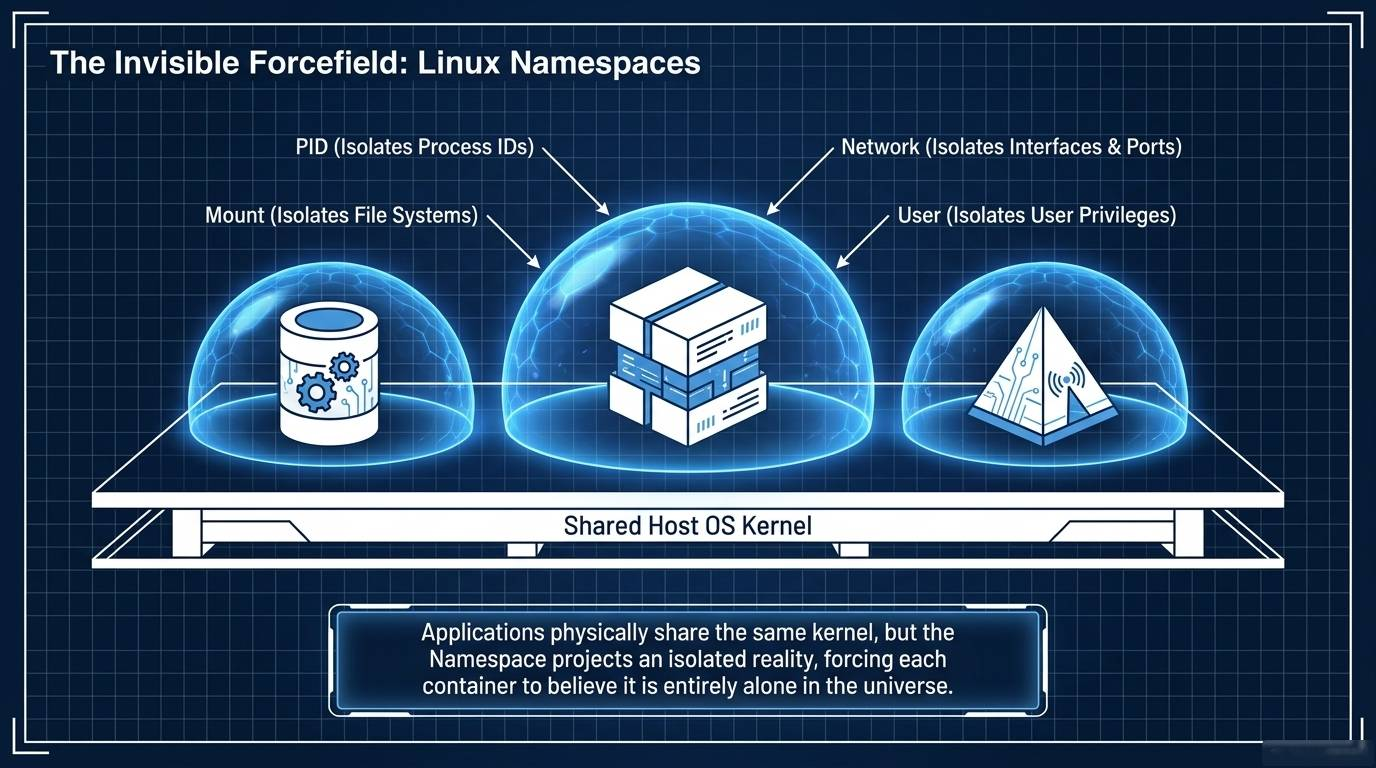 The Invisible Forcefield: Linux Namespaces
PID (Isolates Process IDs)
Network (Isolates Interfaces & Ports)
Mount (Isolates File Systems)
User (Isolates User Privileges)
Shared Host OS Kernel
Applications physically share the same kernel, but the
Namespace projects an isolated reality, forcing each
container to believe it is entirely alone in the universe.